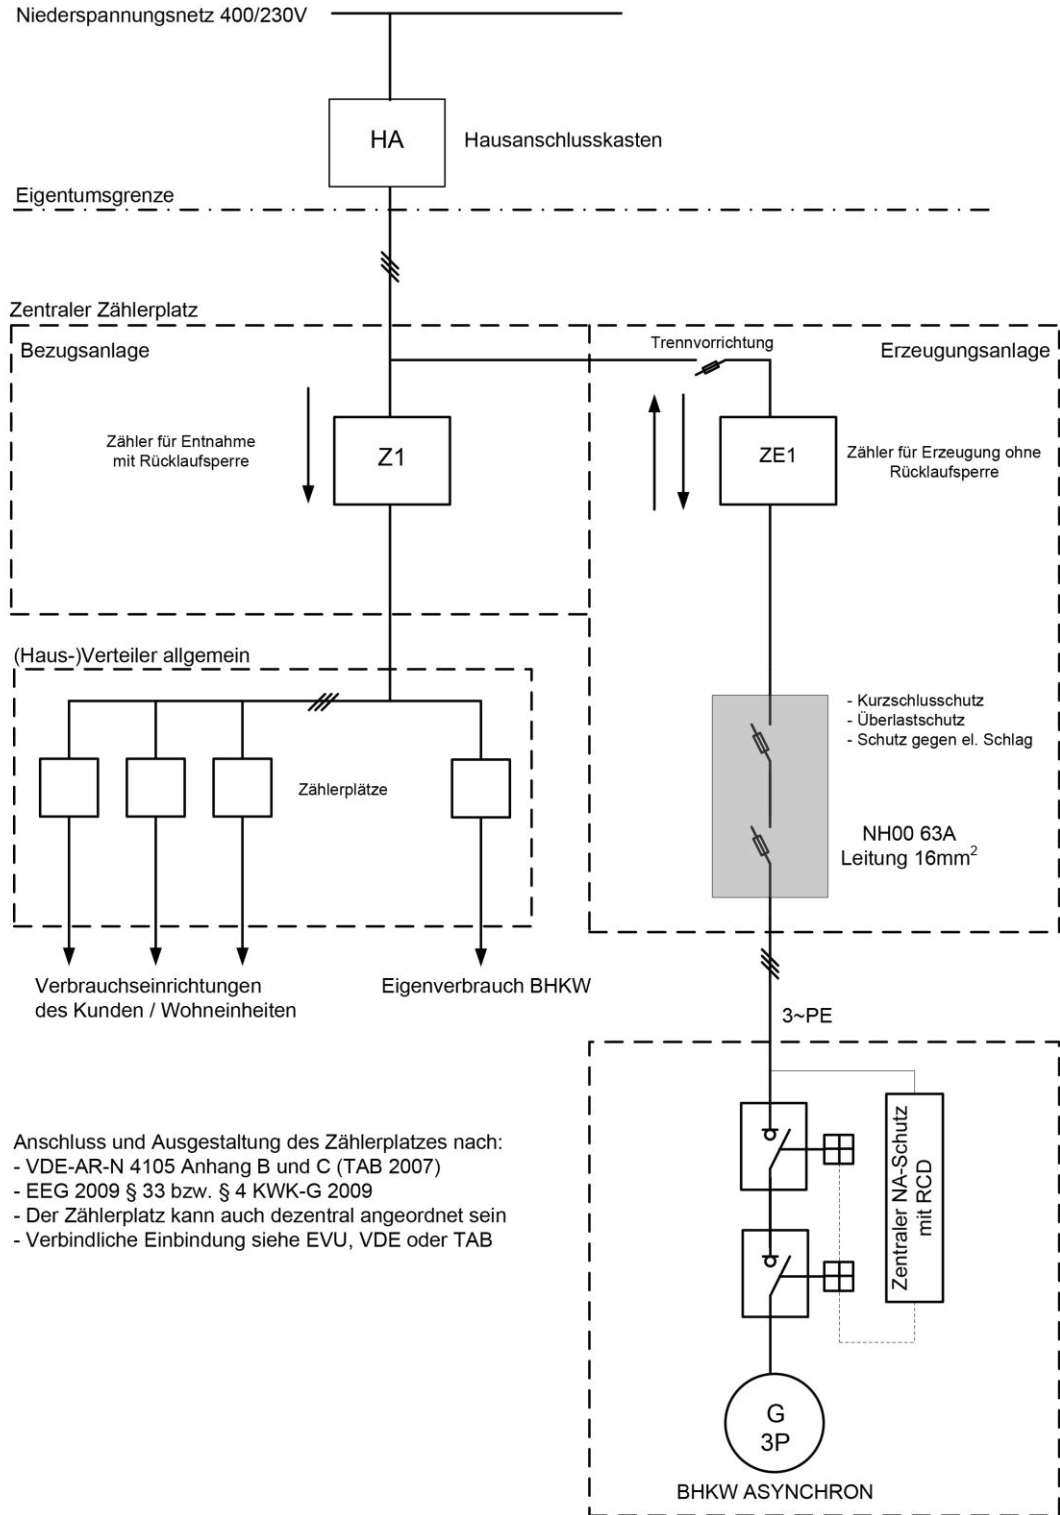 Niederspannungsnetz 400/230V
HA
Hausanschlusskasten
Eigentumsgrenze
Zentraler Zählerplatz
Bezugsanlage
Trennvorrichtung
Erzeugungsanlage
Zähler für Entnahme
mit Rücklaufsperre
Z1
ZE1
Zähler für Erzeugung ohne
Rücklaufsperre
(Haus-)Verteiler allgemein
Zählerplätze
- Kurzschlusschutz
- Überlastschutz
- Schutz gegen el. Schlag
NH00 63A
Leitung 16mm²
Verbrauchseinrichtungen
des Kunden / Wohneinheiten
Eigenverbrauch BHKW
3~PE
Anschluss und Ausgestaltung des Zählerplatzes nach:
- VDE-AR-N 4105 Anhang B und C (TAB 2007)
- EEG 2009 § 33 bzw. § 4 KWK-G 2009
- Der Zählerplatz kann auch dezentral angeordnet sein
- Verbindliche Einbindung siehe EVU, VDE oder TAB
Zentraler NA-Schutz
mit RCD
G
3P
BHKW ASYNCHRON